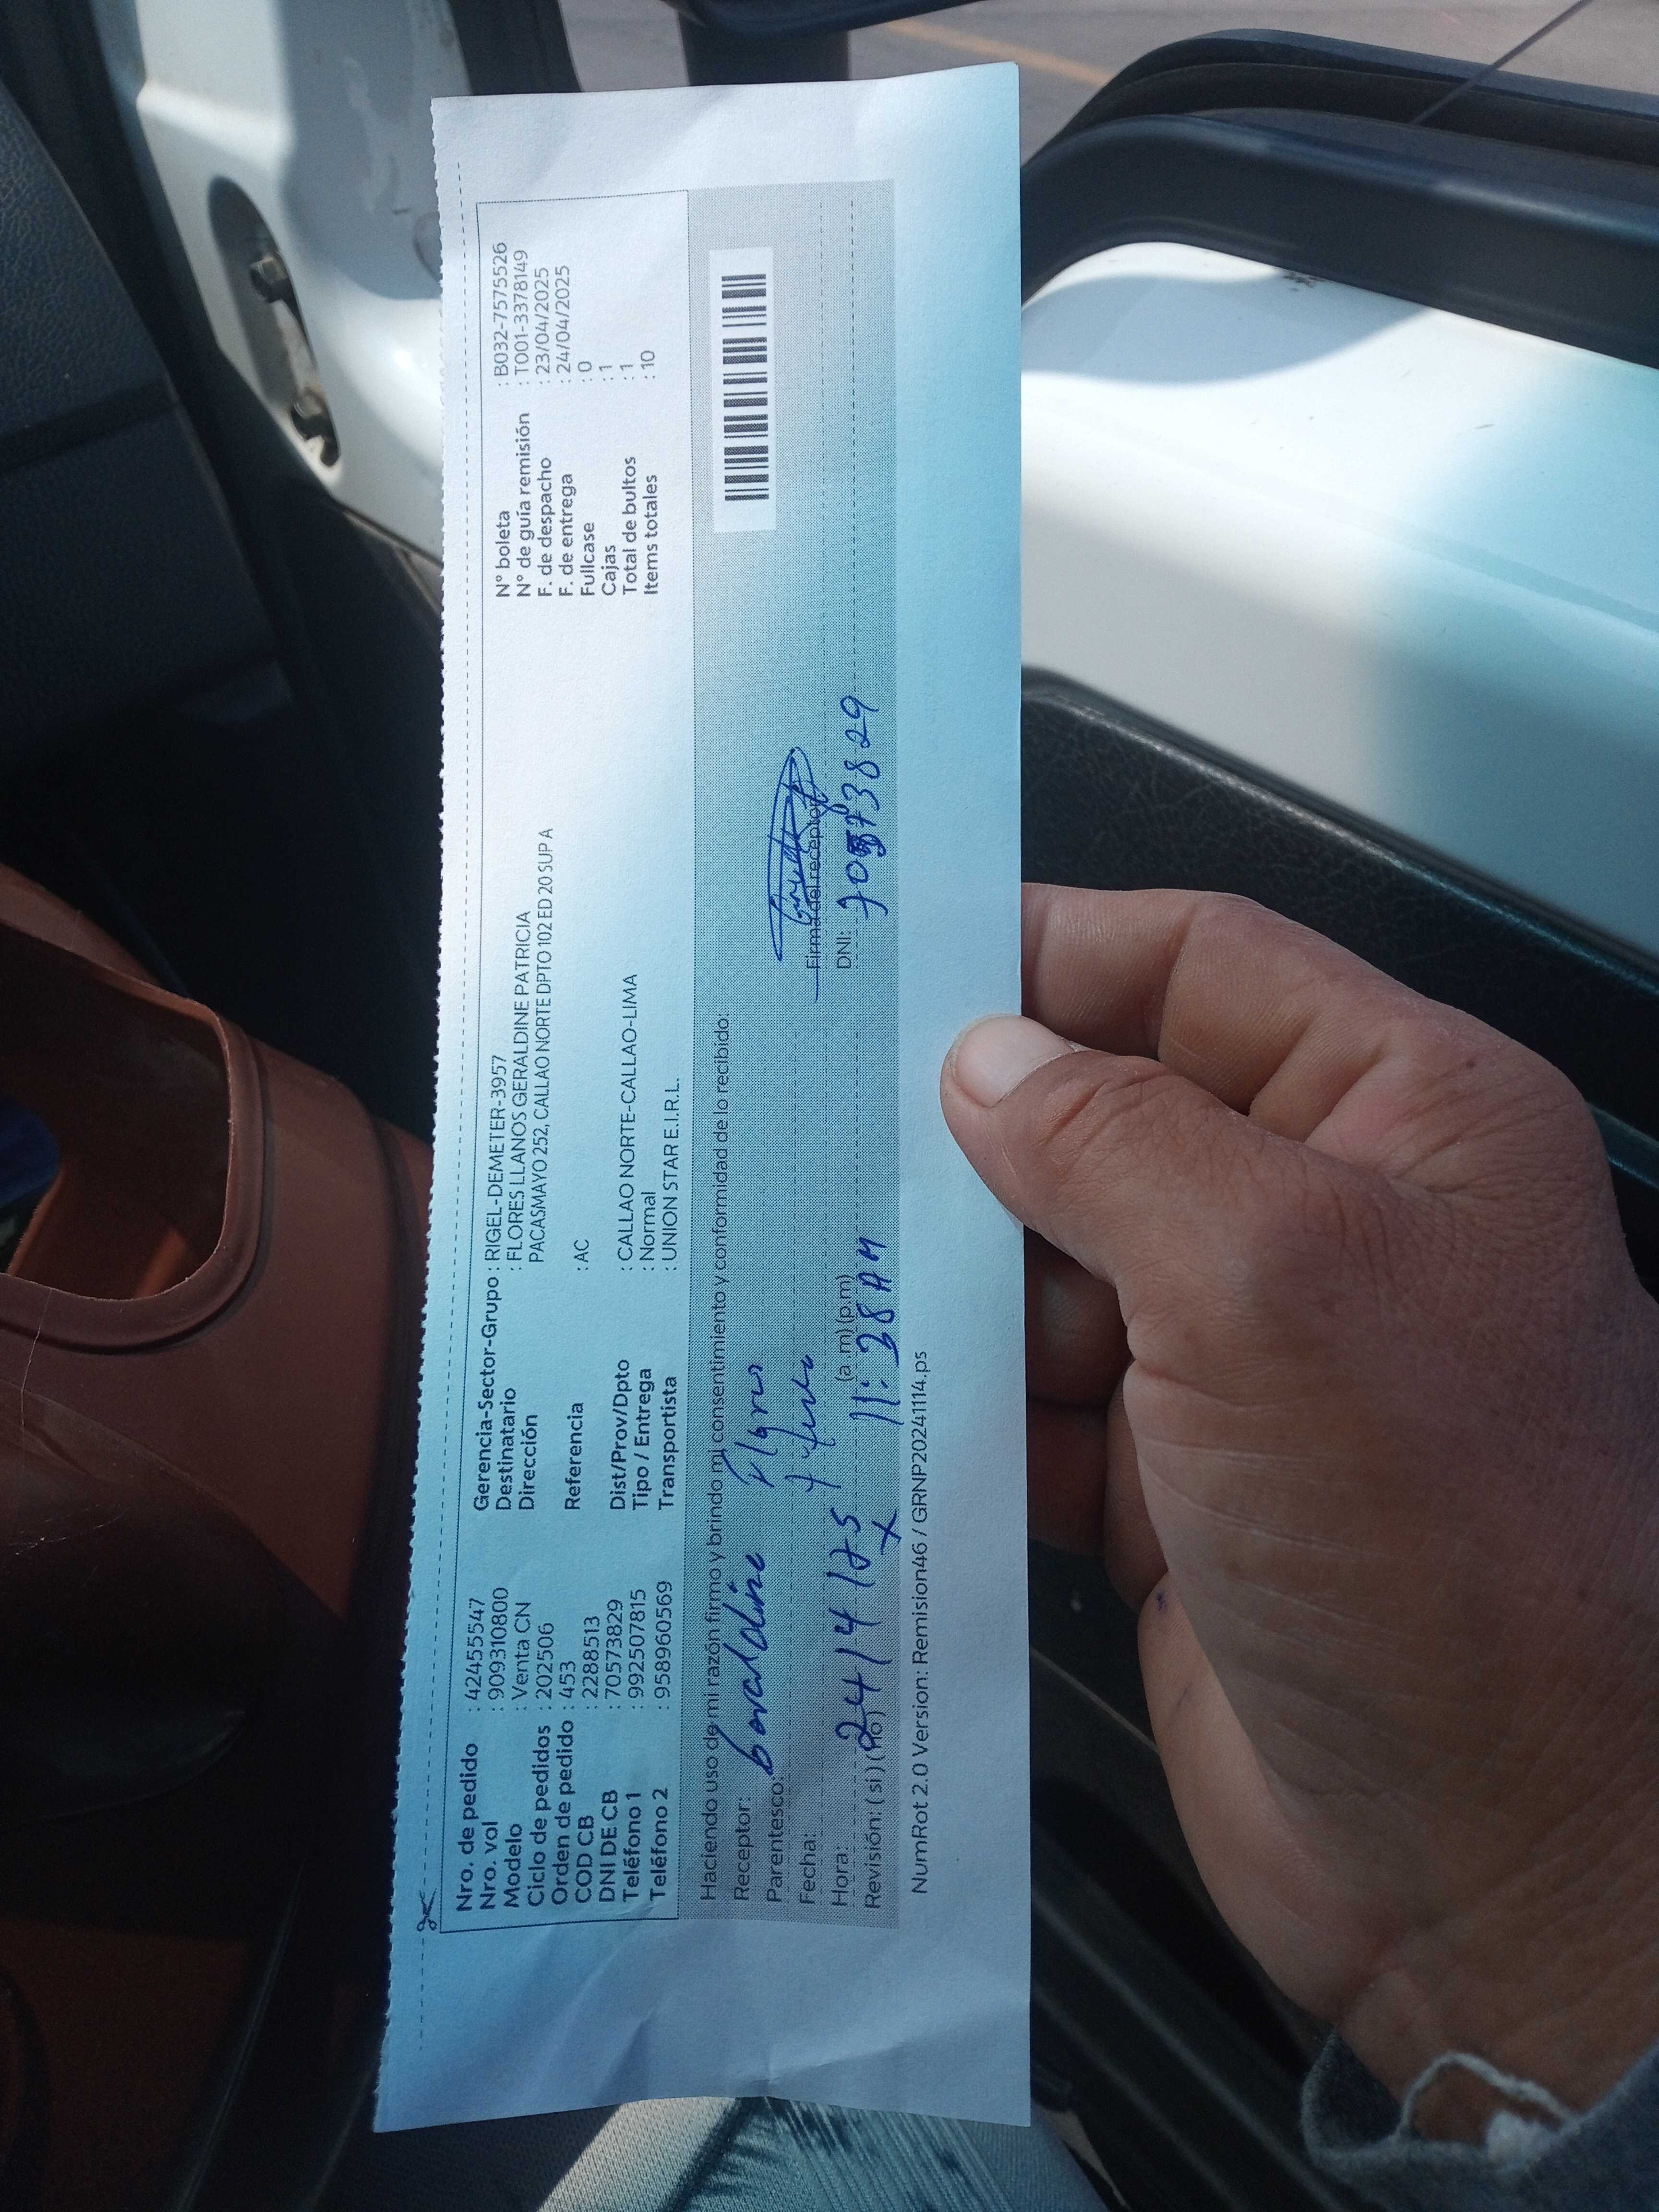 Nro. de pedido : 42455547
Nro. vol : 909310800
Modelo : Venta CN
Ciclo de pedidos : 202506
Orden de pedido : 453
COD CB : 2288513
DNI DE CB : 70573829
Teléfono 1 : 992507815
Teléfono 2 : 958960569
Gerencia-Sector-Grupo : RIGEL-DEMETER-3957
Destinatario : FLORES LLANOS GERALDINE PATRICIA
Dirección PACASMAYO 252, CALLAO NORTE DPTO 102 ED 20 SUP A
Referencia : AC
Dist/Prov/Dpto : CALLAO NORTE-CALLAO-LIMA
Tipo / Entrega : Normal
Transportista : UNION STAR E.I.R.L.
N° boleta : B032-7575526
N° de guía remisión : T001-3378149
F. de despacho : 23/04/2025
F. de entrega : 24/04/2025
Fullcase : 0
Cajas : 1
Total de bultos : 1
Items totales : 10
Haciendo uso de mi razón firmo y brindo mi consentimiento y conformidad de lo recibido:
Receptor: Geraldine Flores
Parentesco:
Fecha: 24/4/25
Hora: 11:38 AM (a.m) (p.m)
Revisión: ( si ) (no) X
Firma del receptor
DNI: 70573829
NumRot 2.0 Version: Remision46 / GRNP20241114.ps